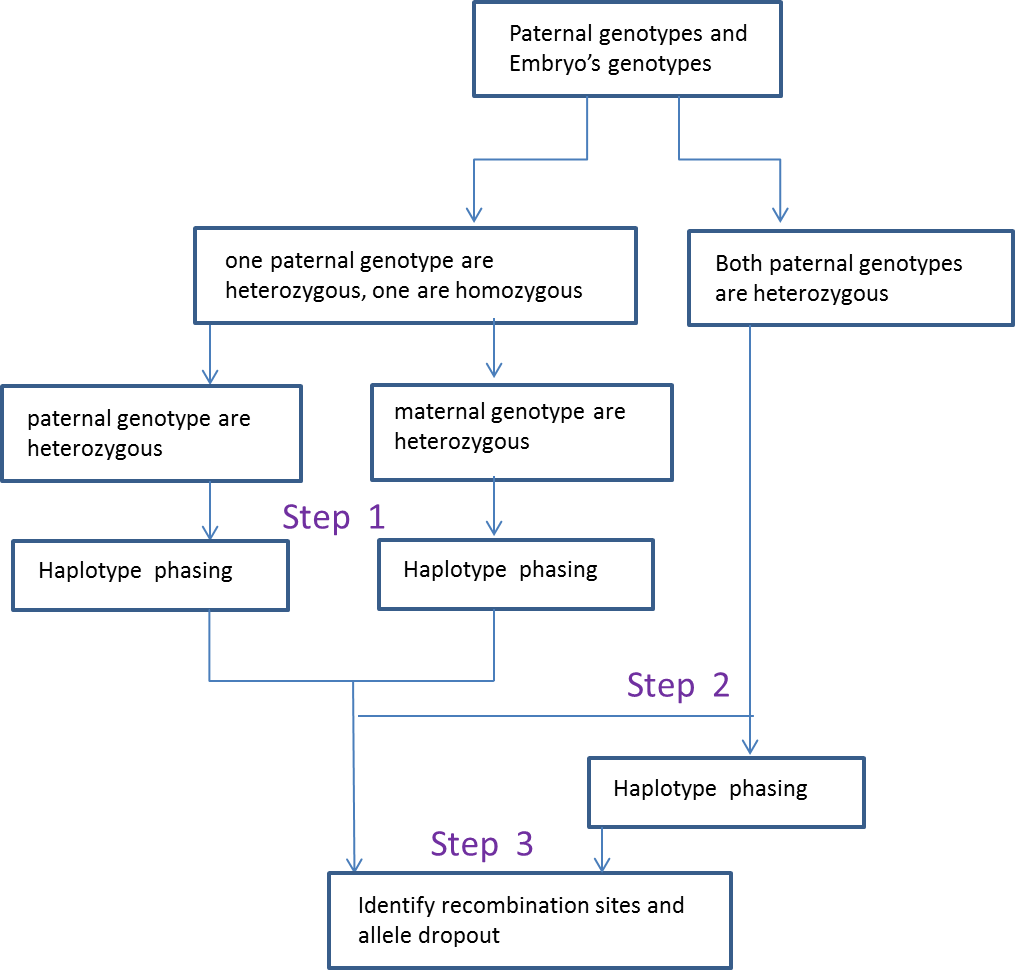 Paternal genotypes and
Embryo's genotypes
one paternal genotype are
heterozygous, one are homozygous
Both paternal genotypes
are heterozygous
paternal genotype are
heterozygous
maternal genotype are
heterozygous
Step 1
Haplotype phasing
Haplotype phasing
Step 2
Haplotype phasing
Step 3
Identify recombination sites and
allele dropout